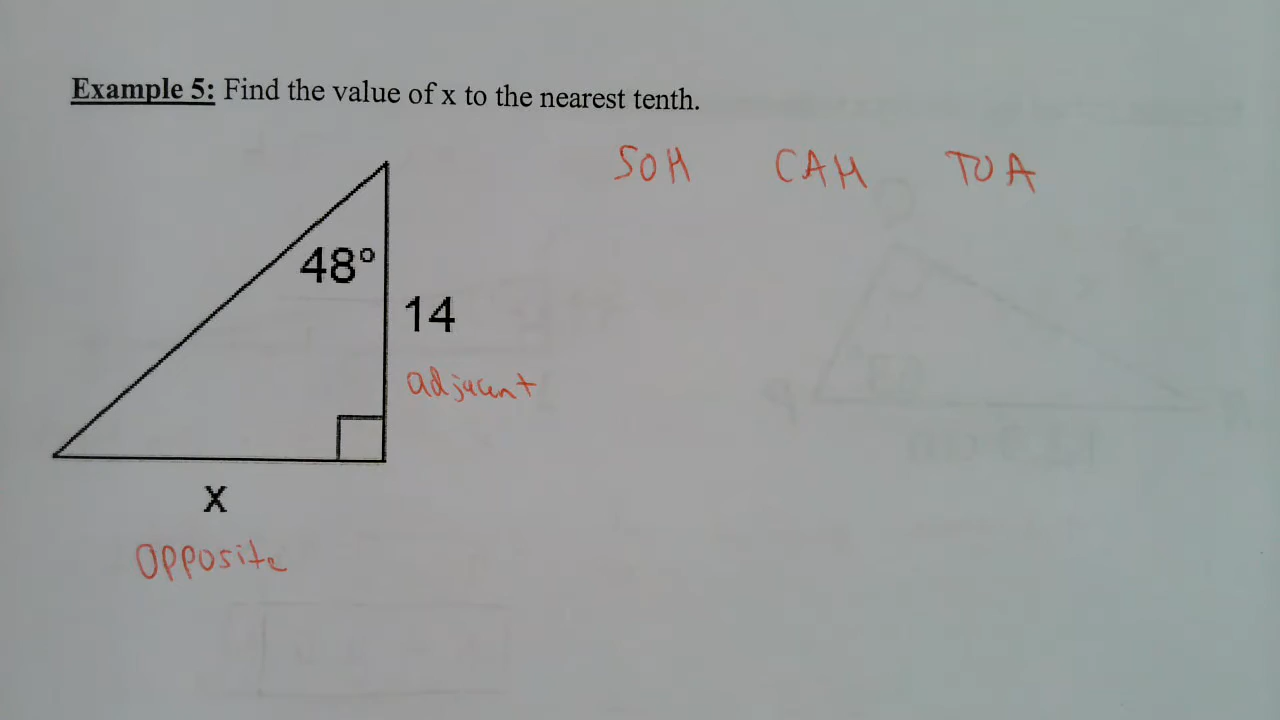 Example 5: Find the value of x to the nearest tenth.
SOH CAH TOA
48°
14
adjacent
x
opposite